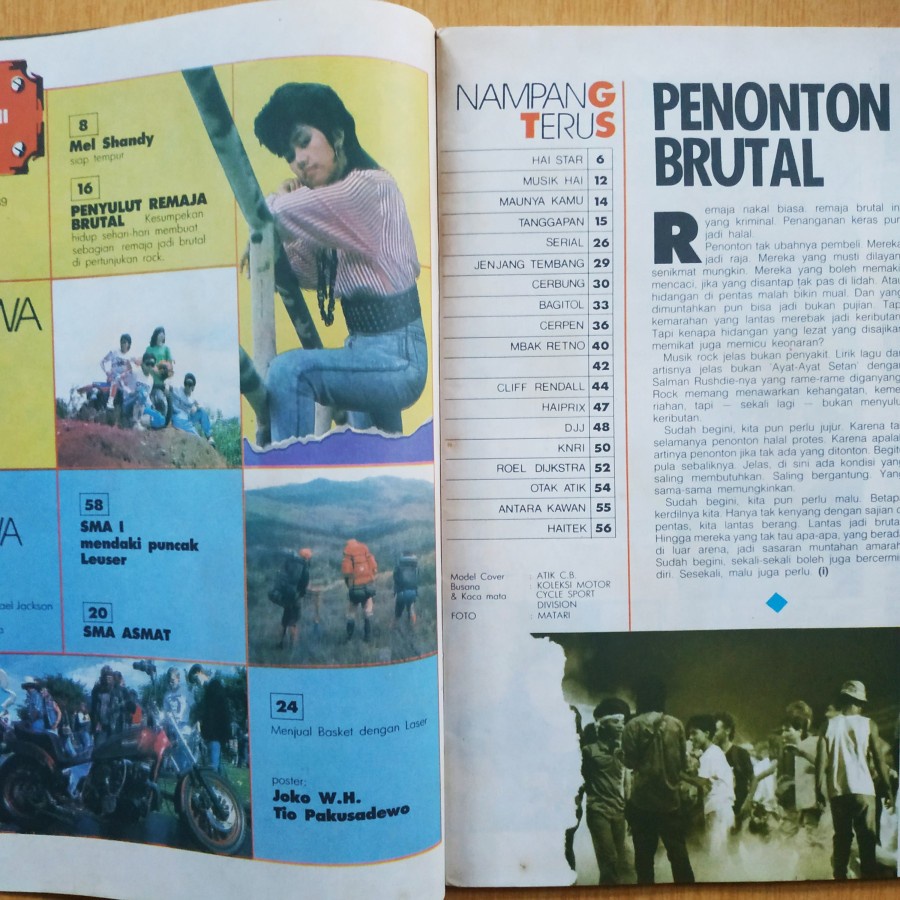 II
8
Mel Shandy
siap tempur
16
PENYULUT REMAJA
BRUTAL Kesumpekan
hidup sehari-hari membuat
sebagian remaja jadi brutal
di pertunjukan rock.
WA
58
SMA I
mendaki puncak
Leuser
WA
ael Jackson
20
SMA ASMAT
24
Menjual Basket dengan Laser
poster:
Joko W.H.
Tio Pakusadewo
NAMPANG
TERUS
HAI STAR 6
MUSIK HAI 12
MAUNYA KAMU 14
TANGGAPAN 15
SERIAL 26
JENJANG TEMBANG 29
CERBUNG 30
BAGITOL 33
CERPEN 36
MBAK RETNO 40
42
CLIFF RENDALL 44
HAIPRIX 47
DJJ 48
KNRI 50
ROEL DIJKSTRA 52
OTAK ATIK 54
ANTARA KAWAN 55
HAITEK 56
Model Cover : ATIK C.B.
Busana : KOLEKSI MOTOR
& Kaca mata CYCLE SPORT
DIVISION
FOTO : MATARI
PENONTON
BRUTAL
Remaja nakal biasa. remaja brutal in
yang kriminal. Penanganan keras pun
jadi halal.
Penonton tak ubahnya pembeli. Mereka
jadi raja. Mereka yang musti dilayan
senikmat mungkin. Mereka yang boleh memaki
mencaci, jika yang disantap tak pas di lidah. Atau
hidangan di pentas malah bikin mual. Dan yang
dimuntahkan pun bisa jadi bukan pujian. Tap
kemarahan yang lantas merebak jadi keributan
Tapi kenapa hidangan yang lezat yang disajikan
memikat juga memicu keonaran?
Musik rock jelas bukan penyakit. Lirik lagu da
artisnya jelas bukan 'Ayat-Ayat Setan' dengan
Salman Rushdie-nya yang rame-rame diganyang
Rock memang menawarkan kehangatan, keme
riahan, tapi — sekali lagi — bukan menyulu
keributan.
Sudah begini, kita pun perlu jujur. Karena ta
selamanya penonton halal protes. Karena apalah
artinya penonton jika tak ada yang ditonton. Begit
pula sebaliknya. Jelas, di sini ada kondisi yang
saling membutuhkan. Saling bergantung. Yang
sama-sama memungkinkan.
Sudah begini, kita pun perlu malu. Betapa
kerdilnya kita. Hanya tak kenyang dengan sajian d
pentas, kita lantas berang. Lantas jadi brutal
Hingga mereka yang tak tau apa-apa, yang berada
di luar arena, jadi sasaran muntahan amarah
Sudah begini, sekali-sekali boleh juga bercermin
diri. Sesekali, malu juga perlu. (i)